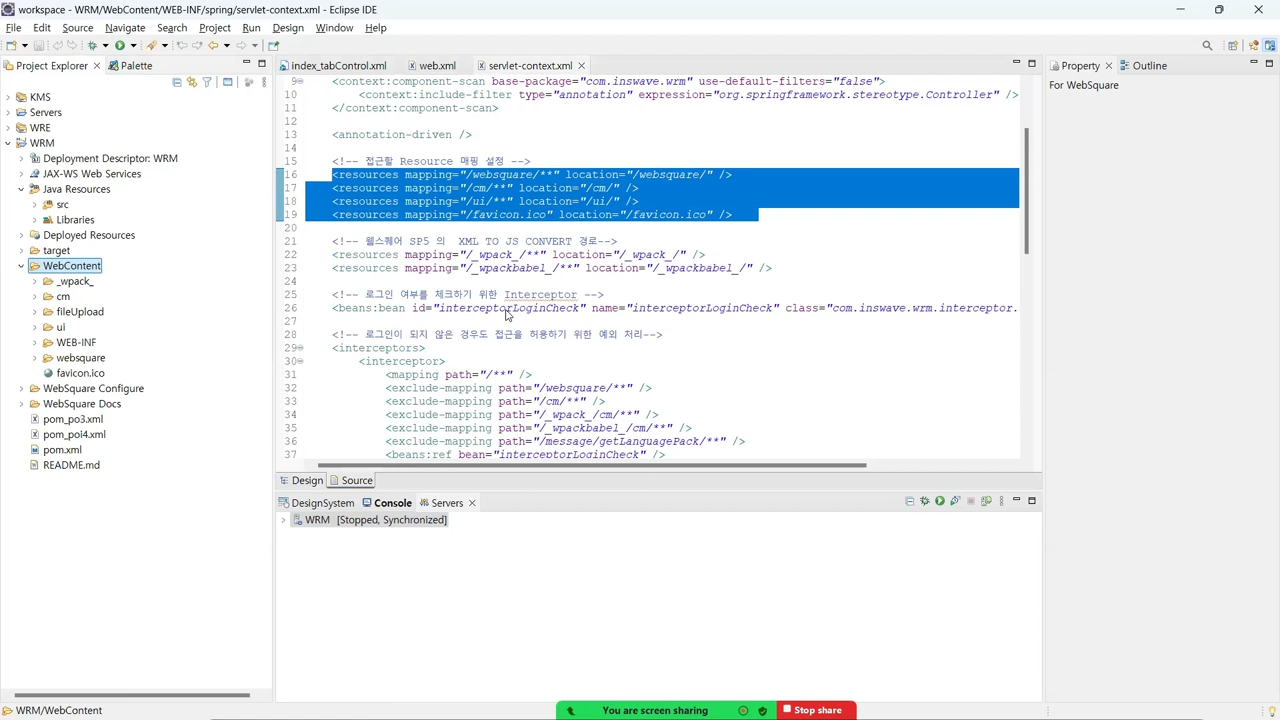 workspace - WRM/WebContent/WEB-INF/spring/servlet-context.xml - Eclipse IDE
File Edit Source Navigate Search Project Run Design Window Help
Project Explorer
Palette
KMS
Servers
WRE
WRM
Deployment Descriptor: WRM
JAX-WS Web Services
Java Resources
src
Libraries
Deployed Resources
target
WebContent
_wpack_
cm
fileUpload
ui
WEB-INF
websquare
favicon.ico
WebSquare Configure
WebSquare Docs
pom_po3.xml
pom_poi4.xml
pom.xml
README.md
index_tabControl.xml web.xml servlet-context.xml
9 <context:component-scan base-package="com.inswave.wrm" use-default-filters="false">
10 <context:include-filter type="annotation" expression="org.springframework.stereotype.Controller" />
11 </context:component-scan>
12
13 <annotation-driven />
14
15 <!-- 접근할 Resource 매핑 설정 -->
16 <resources mapping="/websquare/**" location="/websquare/" />
17 <resources mapping="/cm/**" location="/cm/" />
18 <resources mapping="/ui/**" location="/ui/" />
19 <resources mapping="/favicon.ico" location="/favicon.ico" />
20
21 <!-- 웹스퀘어 SP5 의 XML TO JS CONVERT 경로-->
22 <resources mapping="/_wpack_/**" location="/_wpack_/" />
23 <resources mapping="/_wpackbabel_/**" location="/_wpackbabel_/" />
24
25 <!-- 로그인 여부를 체크하기 위한 Interceptor -->
26 <beans:bean id="interceptorLoginCheck" name="interceptorLoginCheck" class="com.inswave.wrm.interceptor.
27
28 <!-- 로그인이 되지 않은 경우도 접근을 허용하기 위한 예외 처리-->
29 <interceptors>
30 <interceptor>
31 <mapping path="/**" />
32 <exclude-mapping path="/websquare/**" />
33 <exclude-mapping path="/cm/**" />
34 <exclude-mapping path="/_wpack_/cm/**" />
35 <exclude-mapping path="/_wpackbabel_/cm/**" />
36 <exclude-mapping path="/message/getLanguagePack/**" />
37 <beans:ref bean="interceptorLoginCheck" />
Design Source
DesignSystem Console Servers
WRM [Stopped, Synchronized]
Property Outline
For WebSquare
WRM/WebContent
You are screen sharing
Stop share